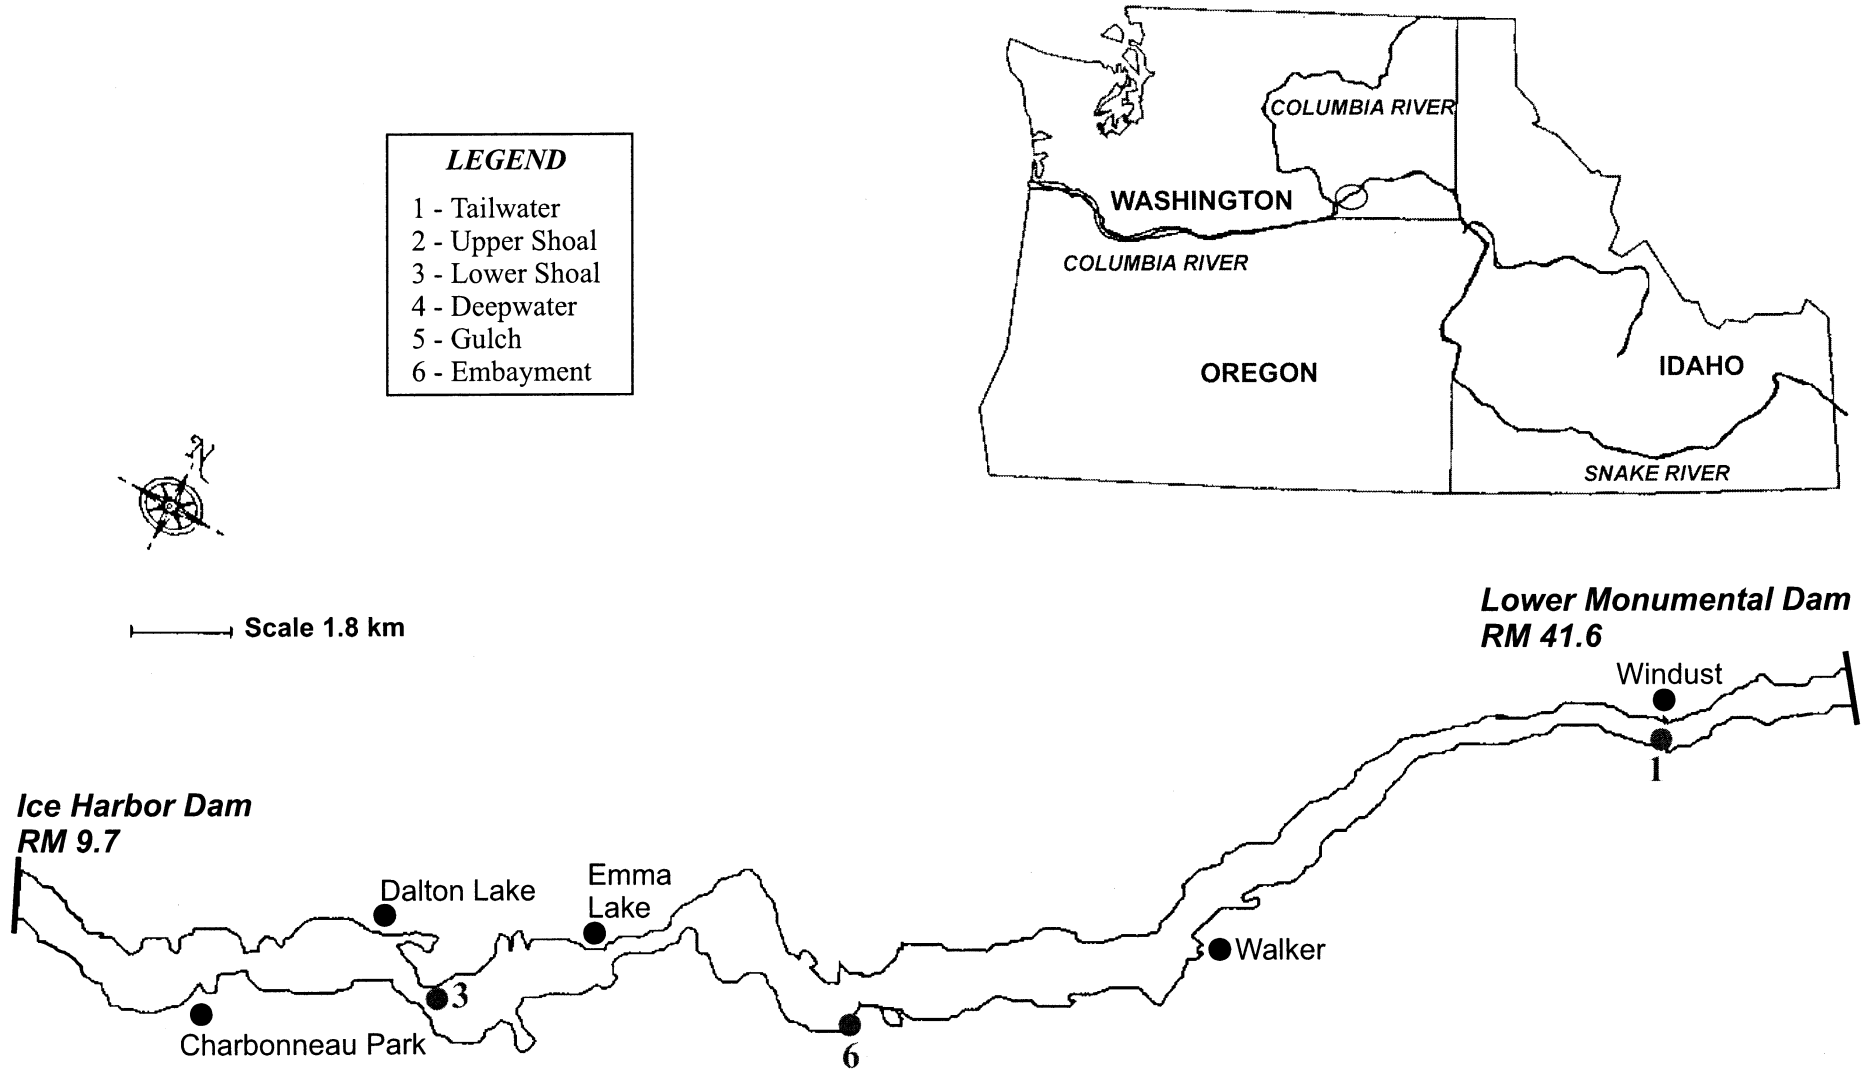 COLUMBIA RIVER
WASHINGTON
COLUMBIA RIVER
OREGON
IDAHO
SNAKE RIVER
LEGEND
1 - Tailwater
2 - Upper Shoal
3 - Lower Shoal
4 - Deepwater
5 - Gulch
6 - Embayment
N
Scale 1.8 km
Lower Monumental Dam
RM 41.6
Windust
1
Ice Harbor Dam
RM 9.7
Dalton Lake
Emma
Lake
Walker
3
Charbonneau Park
6